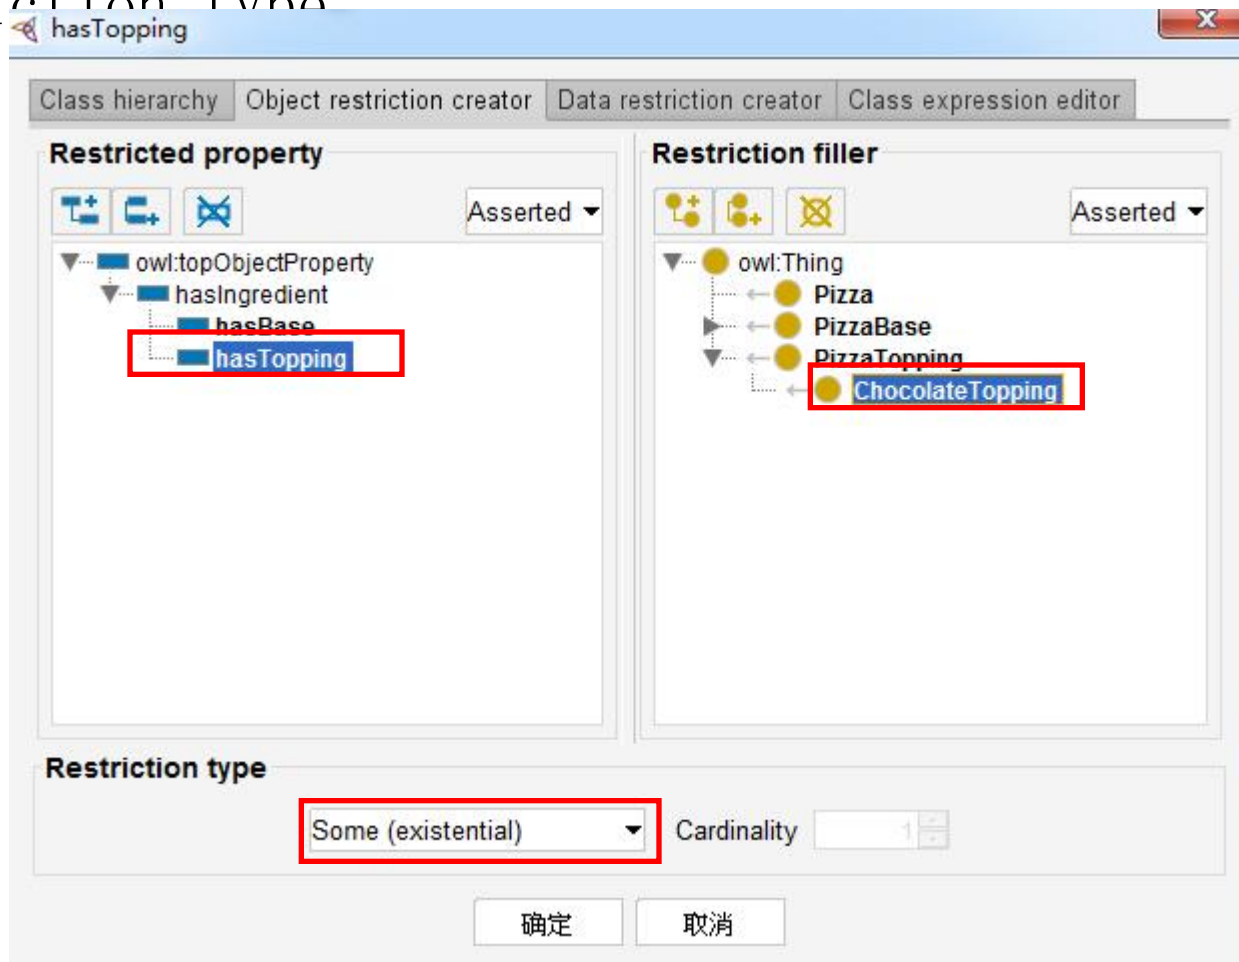 hasTopping
Class hierarchy Object restriction creator Data restriction creator Class expression editor
Restricted property
Asserted
owl:topObjectProperty
hasIngredient
hasBase
hasTopping
Restriction filler
Asserted
owl:Thing
Pizza
PizzaBase
PizzaTopping
ChocolateTopping
Restriction type
Some (existential) Cardinality 1
确定 取消